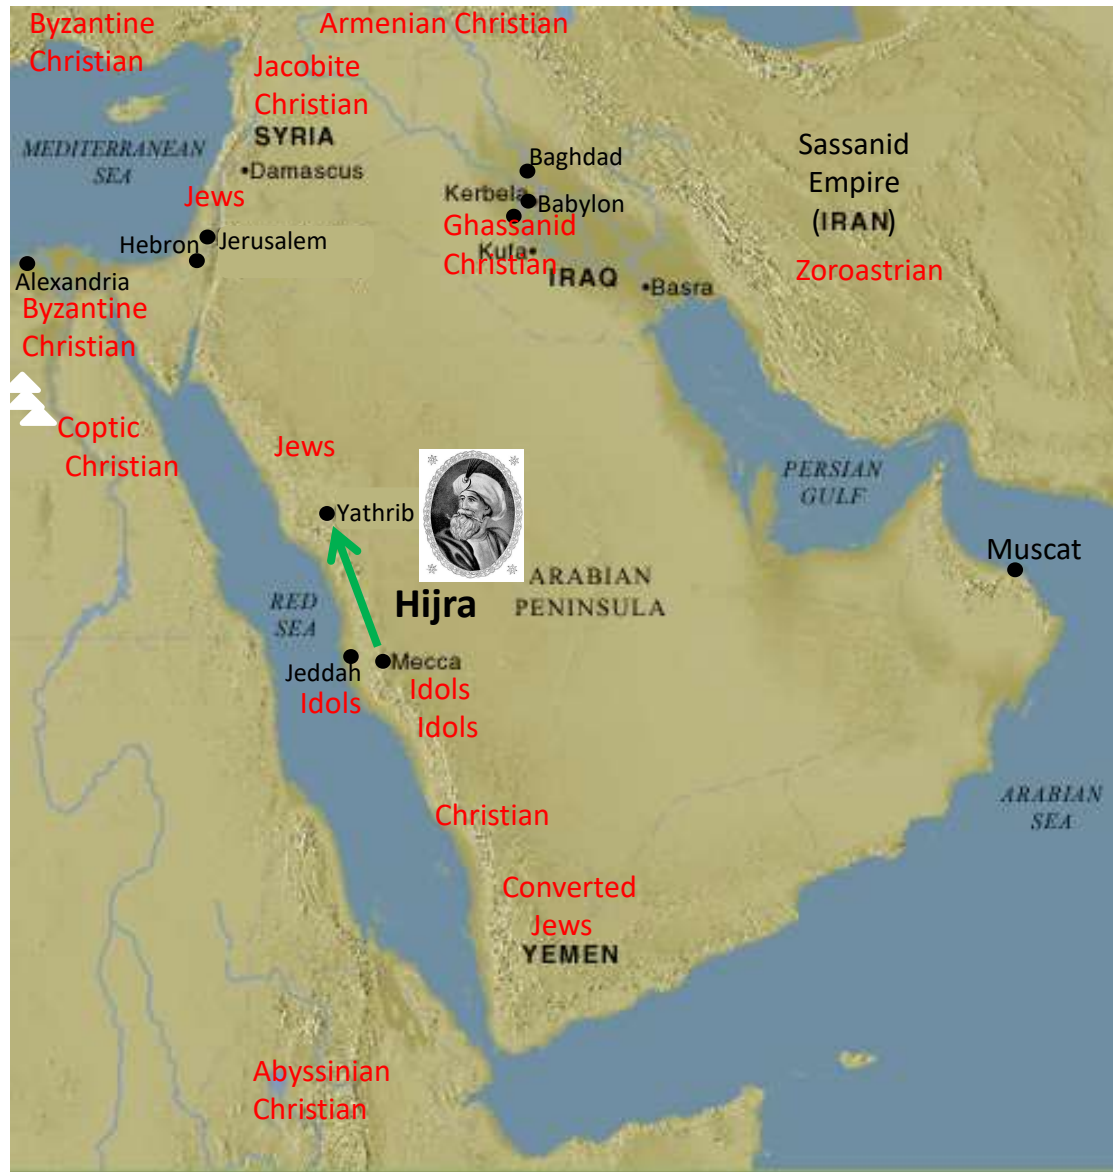 Byzantine
Christian
Armenian Christian
Jacobite
Christian
SYRIA
MEDITERRANEAN
SEA
Damascus
Jews
Hebron
Jerusalem
Alexandria
Byzantine
Christian
Baghdad
Kerbela
Babylon
Ghassanid
Kufa
Christian
IRAQ
Basra
Sassanid
Empire
(IRAN)
Zoroastrian
Coptic
Christian
Jews
Yathrib
PERSIAN
GULF
Muscat
ARABIAN
PENINSULA
Hijra
RED
SEA
Jeddah
Mecca
Idols
Idols
Idols
Christian
ARABIAN
SEA
Converted
Jews
YEMEN
Abyssinian
Christian